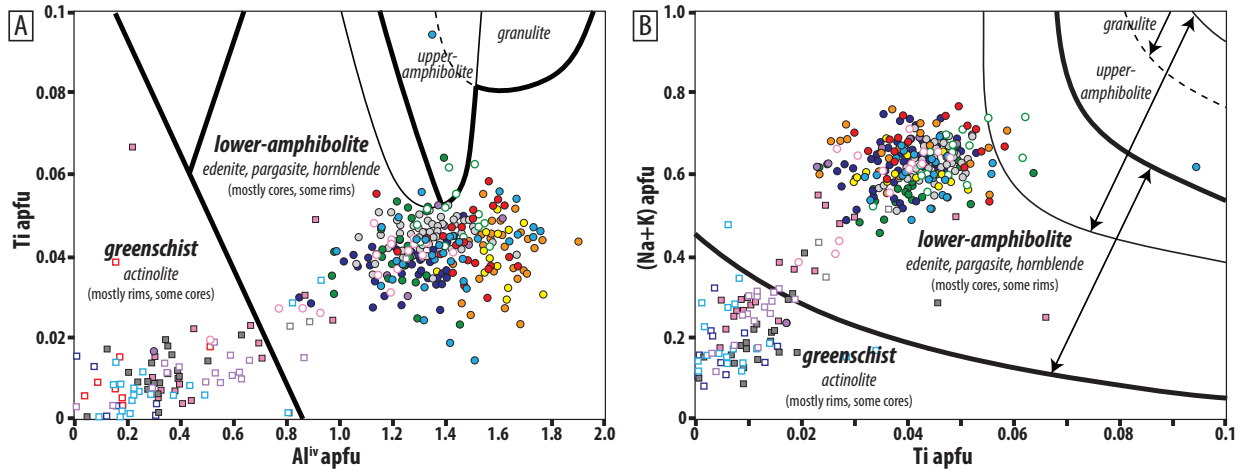 A
0.1
0.08
0.06
0.04
0.02
0
Ti apfu
granulite
upper-
amphibolite
lower-amphibolite
edenite, pargasite, hornblende
(mostly cores, some rims)
greenschist
actinolite
(mostly rims, some cores)
0 0.2 0.4 0.6 0.8 1.0 1.2 1.4 1.6 1.8 2.0
Al^iv apfu
B
1.0
0.8
0.6
0.4
0.2
0
(Na+K) apfu
granulite
upper-
amphibolite
lower-amphibolite
edenite, pargasite, hornblende
(mostly cores, some rims)
greenschist
actinolite
(mostly rims, some cores)
0 0.02 0.04 0.06 0.08 0.1
Ti apfu